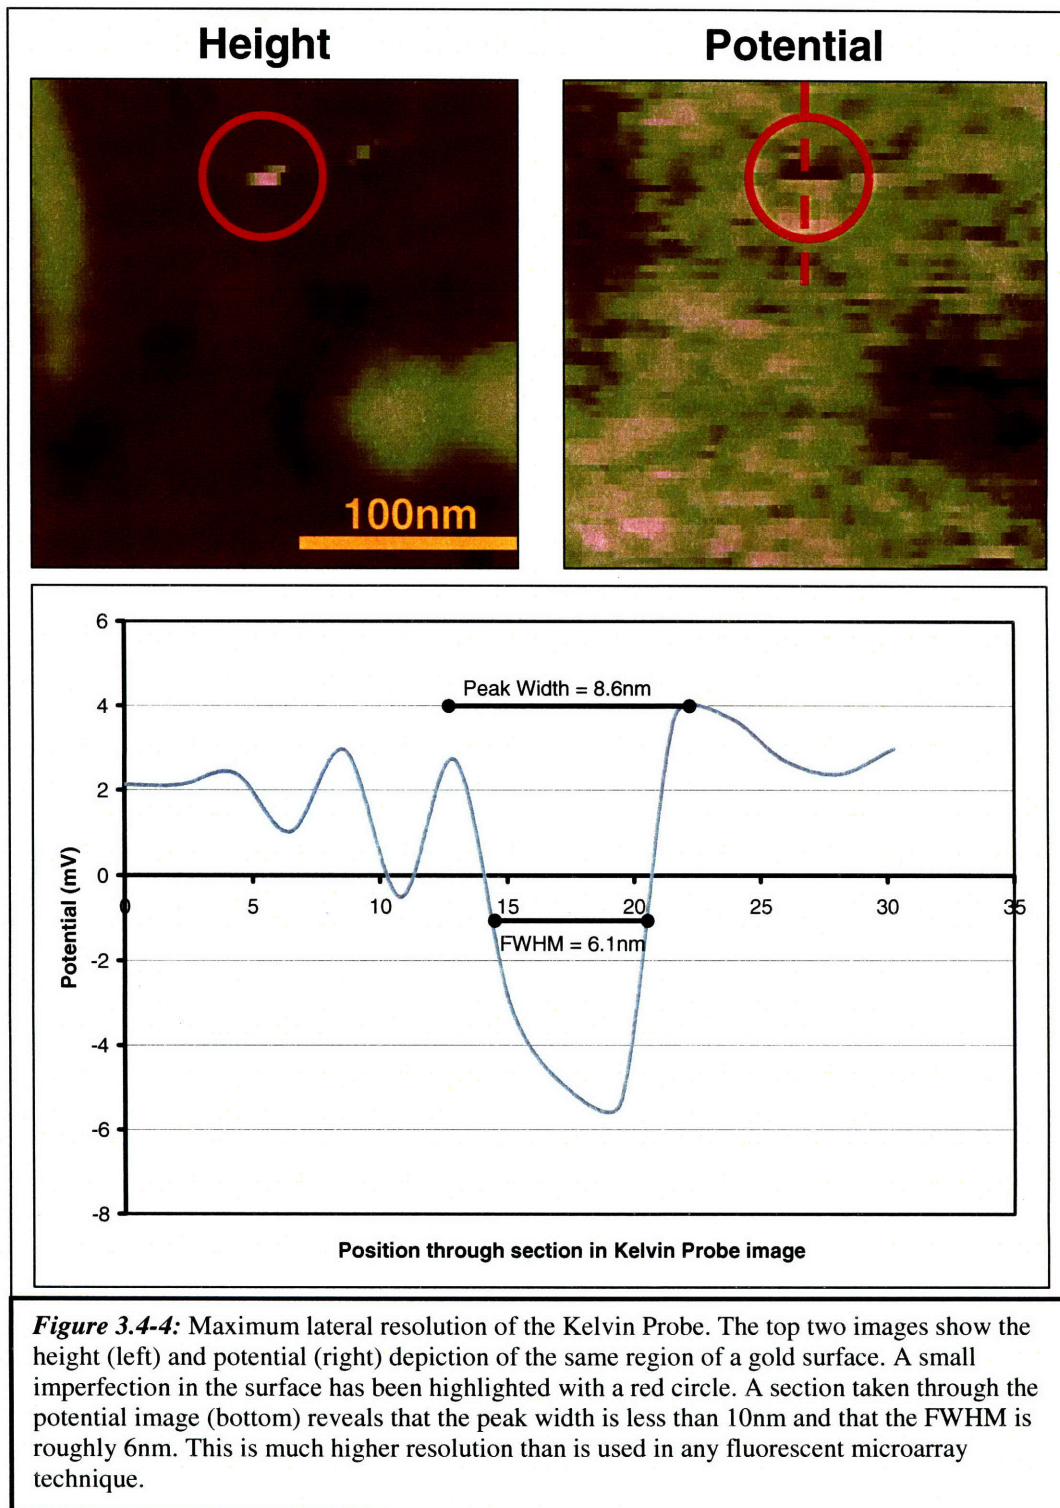 Height
Potential
100nm
6
4
2
0
-2
-4
-6
-8
Potential (mV)
Peak Width = 8.6nm
0 5 10 15 20 25 30 35
FWHM = 6.1nm
Position through section in Kelvin Probe image
Figure 3.4-4: Maximum lateral resolution of the Kelvin Probe. The top two images show the
height (left) and potential (right) depiction of the same region of a gold surface. A small
imperfection in the surface has been highlighted with a red circle. A section taken through the
potential image (bottom) reveals that the peak width is less than 10nm and that the FWHM is
roughly 6nm. This is much higher resolution than is used in any fluorescent microarray
technique.